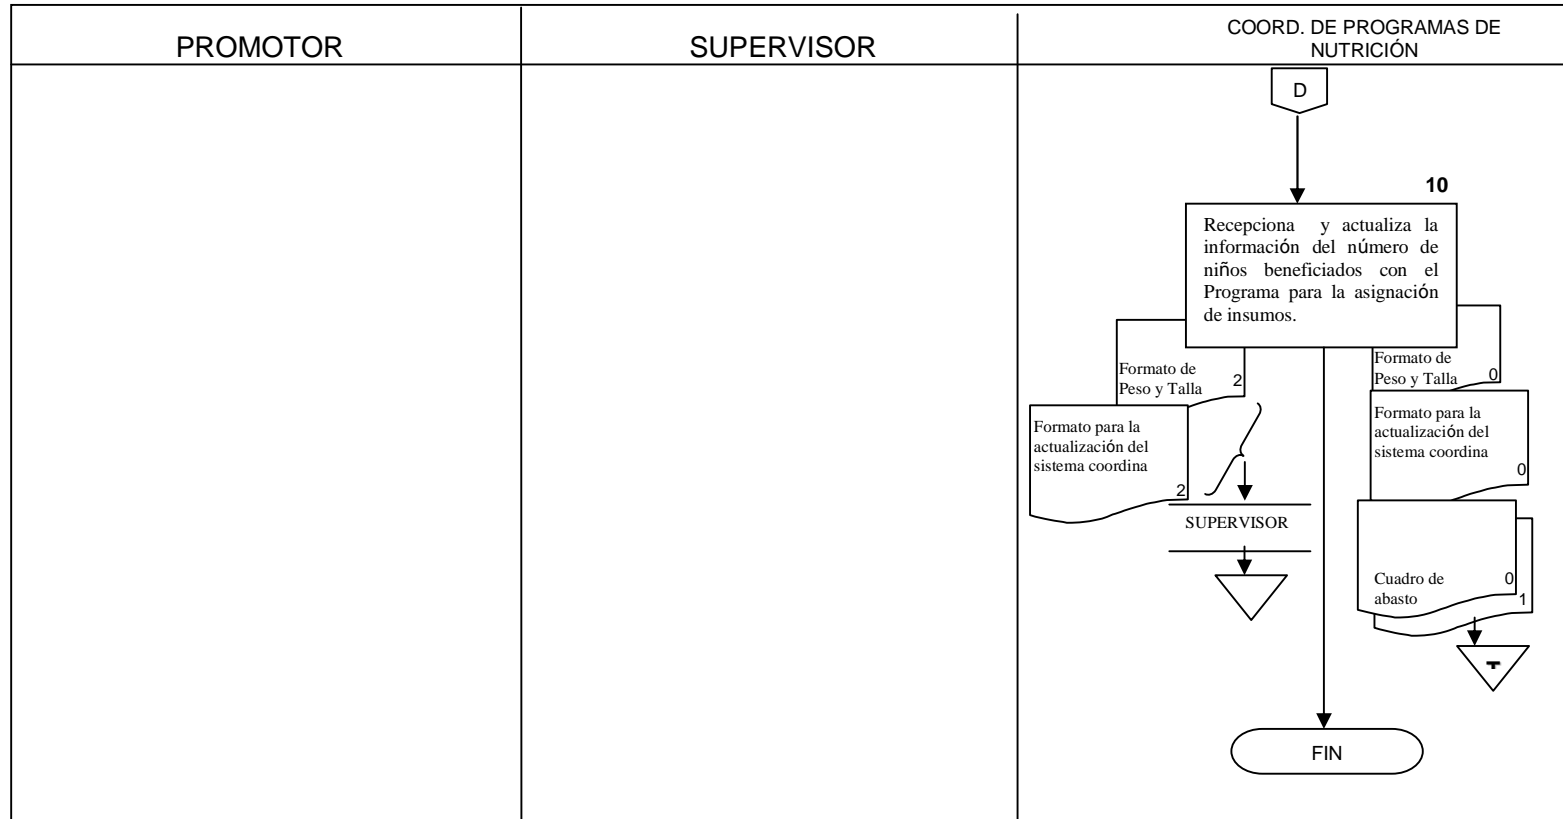 PROMOTOR
SUPERVISOR
COORD. DE PROGRAMAS DE
NUTRICIÓN
D
10
Recepciona y actualiza la
información del número de
niños beneficiados con el
Programa para la asignación
de insumos.
Formato de
Peso y Talla 2
Formato para la
actualización del
sistema coordina
2
SUPERVISOR
Formato de
Peso y Talla 0
Formato para la
actualización del
sistema coordina
0
Cuadro de
abasto
0
1
FIN